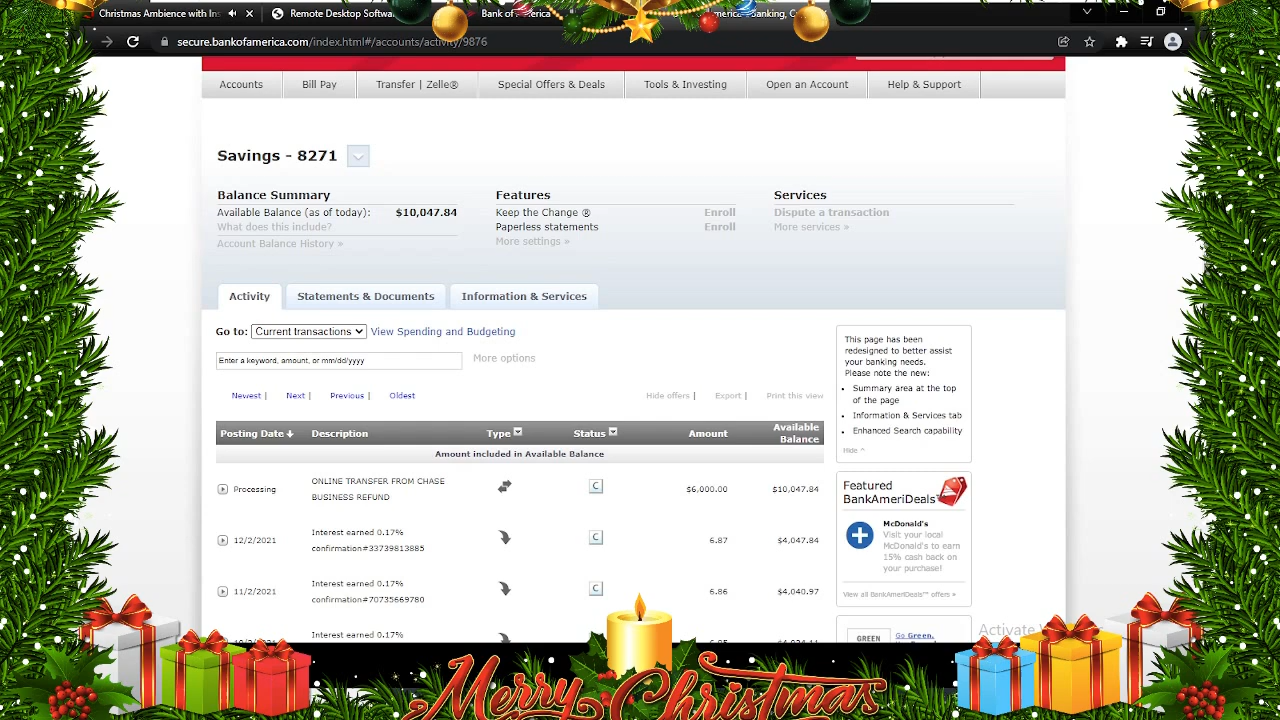 Christmas Ambience with Ins
Remote Desktop Softwa
Bank of America
Banking, C
secure.bankofamerica.com/index.html#/accounts/activity/9876
Accounts
Bill Pay
Transfer | Zelle®
Special Offers & Deals
Tools & Investing
Open an Account
Help & Support
Savings - 8271
Balance Summary
Available Balance (as of today): $10,047.84
What does this include?
Account Balance History »
Features
Keep the Change ® Enroll
Paperless statements Enroll
More settings »
Services
Dispute a transaction
More services »
Activity
Statements & Documents
Information & Services
Go to: Current transactions View Spending and Budgeting
Enter a keyword, amount, or mm/dd/yyyy More options
Newest | Next | Previous | Oldest Hide offers | Export | Print this view
Posting Date Description Type Status Amount Available Balance
Amount included in Available Balance
Processing ONLINE TRANSFER FROM CHASE BUSINESS REFUND C $6,000.00 $10,047.84
12/2/2021 Interest earned 0.17% confirmation#33739813885 C 6.87 $4,047.84
11/2/2021 Interest earned 0.17% confirmation#70735669780 C 6.86 $4,040.97
Interest earned 0.17%
This page has been
redesigned to better assist
your banking needs.
Please note the new:
• Summary area at the top
of the page
• Information & Services tab
• Enhanced Search capability
Hide ^
Featured
BankAmeriDeals™
McDonald's
Visit your local
McDonald's to earn
15% cash back on
your purchase!
View all BankAmeriDeals™ offers »
GREEN
Go Green.
Activate
Merry Christmas